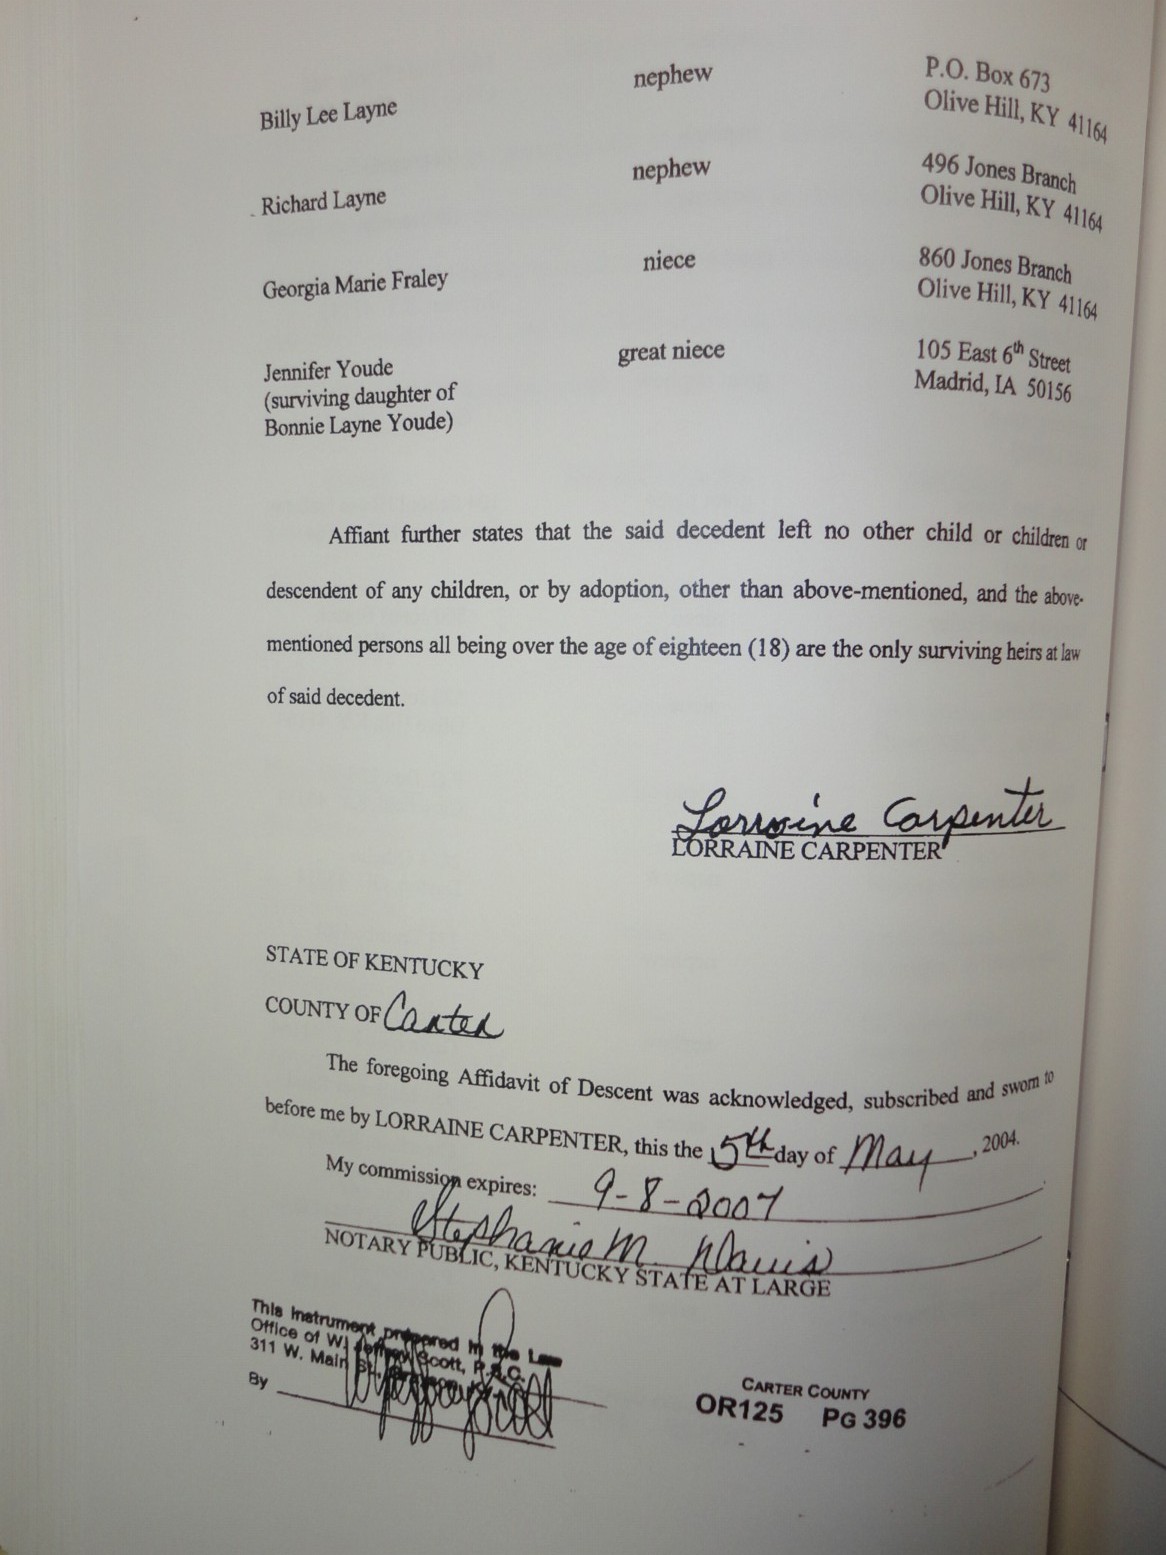 Billy Lee Layne nephew P.O. Box 673
Olive Hill, KY 41164
Richard Layne nephew 496 Jones Branch
Olive Hill, KY 41164
Georgia Marie Fraley niece 860 Jones Branch
Olive Hill, KY 41164
Jennifer Youde great niece 105 East 6th Street
(surviving daughter of Madrid, IA 50156
Bonnie Layne Youde)
Affiant further states that the said decedent left no other child or children or
descendent of any children, or by adoption, other than above-mentioned, and the above-
mentioned persons all being over the age of eighteen (18) are the only surviving heirs at law
of said decedent.
Lorraine Carpenter
LORRAINE CARPENTER
STATE OF KENTUCKY
COUNTY OF Carter
The foregoing Affidavit of Descent was acknowledged, subscribed and sworn to
before me by LORRAINE CARPENTER, this the 5th day of May, 2004.
My commission expires: 9-8-2007
Stephanie M. Davis
NOTARY PUBLIC, KENTUCKY STATE AT LARGE
This instrument prepared in the Law
Office of W. Jeffrey Scott, P.S.C.
311 W. Main St.
By
CARTER COUNTY
OR125 PG 396